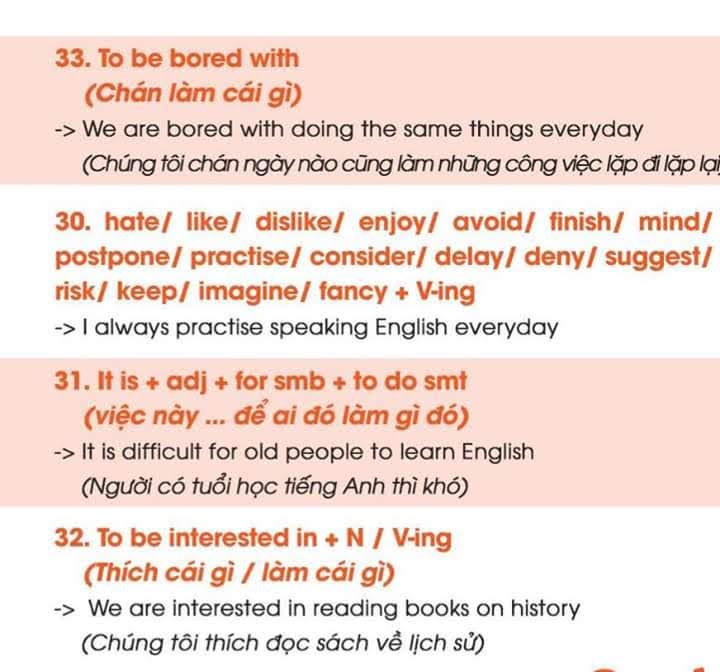 33. To be bored with
(Chán làm cái gì)
-> We are bored with doing the same things everyday
(Chúng tôi chán ngày nào cũng làm những công việc lặp đi lặp lại
30. hate/ like/ dislike/ enjoy/ avoid/ finish/ mind/
postpone/ practise/ consider/ delay/ deny/ suggest/
risk/ keep/ imagine/ fancy + V-ing
-> I always practise speaking English everyday
31. It is + adj + for smb + to do smt
(việc này ... để ai đó làm gì đó)
-> It is difficult for old people to learn English
(Người có tuổi học tiếng Anh thì khó)
32. To be interested in + N / V-ing
(Thích cái gì / làm cái gì)
-> We are interested in reading books on history
(Chúng tôi thích đọc sách về lịch sử)